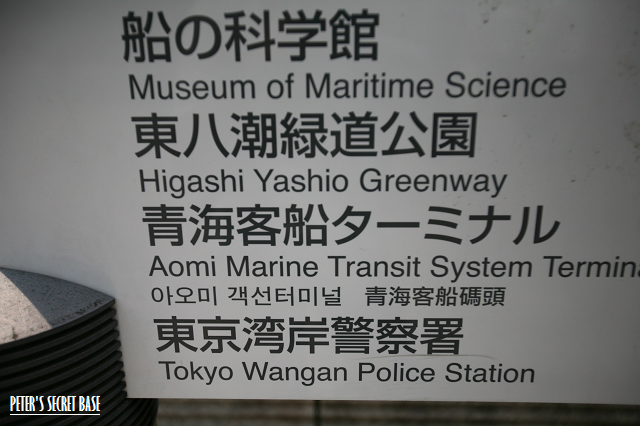 船の科学館
Museum of Maritime Science
東八潮緑道公園
Higashi Yashio Greenway
青海客船ターミナル
Aomi Marine Transit System Termina
아오미 객선터미널 青海客船碼頭
東京湾岸警察署
Tokyo Wangan Police Station
PETER'S SECRET BASE